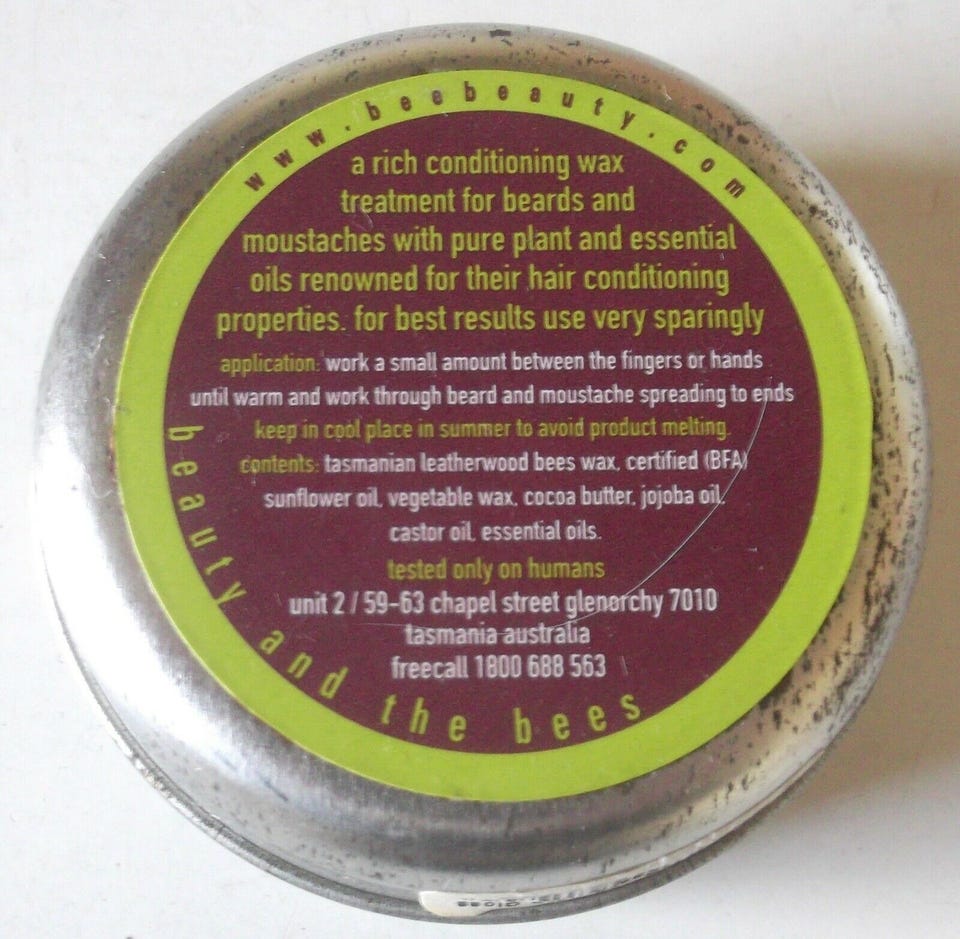 www.beebeauty.com
a rich conditioning wax
treatment for beards and
moustaches with pure plant and essential
oils renowned for their hair conditioning
properties. for best results use very sparingly
application: work a small amount between the fingers or hands
until warm and work through beard and moustache spreading to ends
keep in cool place in summer to avoid product melting.
contents: tasmanian leatherwood bees wax, certified (BFA)
sunflower oil, vegetable wax, cocoa butter, jojoba oil,
castor oil, essential oils.
tested only on humans
unit 2 / 59-63 chapel street glenorchy 7010
tasmania australia
freecall 1800 688 563
beauty and the bees